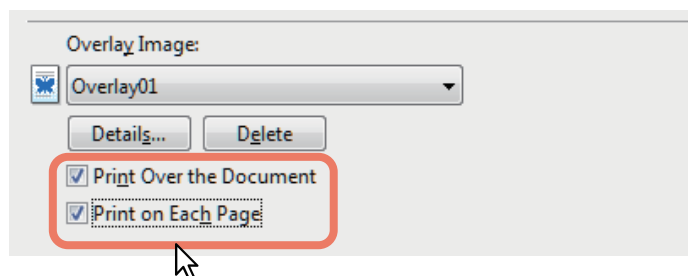 Overlay Image:
Overlay01
Details... Delete
Print Over the Document
Print on Each Page